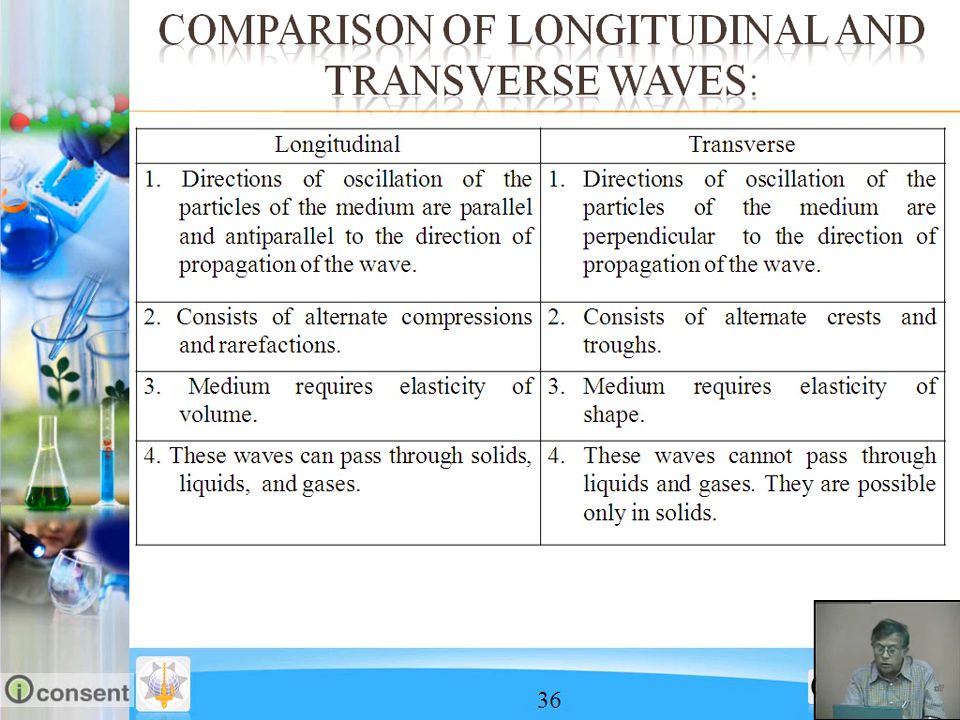 COMPARISON OF LONGITUDINAL AND
TRANSVERSE WAVES:
Longitudinal
Transverse
1. Directions of oscillation of the
particles of the medium are parallel
and antiparallel to the direction of
propagation of the wave.
1. Directions of oscillation of the
particles of the medium are
perpendicular to the direction of
propagation of the wave.
2. Consists of alternate compressions
and rarefactions.
2. Consists of alternate crests and
troughs.
3. Medium requires elasticity of
volume.
3. Medium requires elasticity of
shape.
4. These waves can pass through solids,
liquids, and gases.
4. These waves cannot pass through
liquids and gases. They are possible
only in solids.
i consent
36